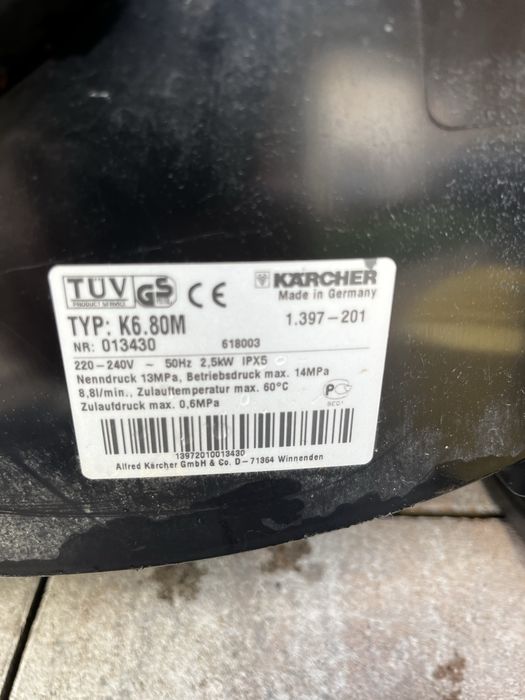 TÜV GS CE KÄRCHER
PRODUCT SERVICE Made in Germany
TYP: K6.80M 1.397-201
NR: 013430 618003
220-240V ~ 50Hz 2,5kW IPX5
Nenndruck 13MPa, Betriebsdruck max. 14MPa
8,8l/min., Zulauftemperatur max. 60°C
Zulaufdruck max. 0,6MPa
13972010013430
Alfred Kärcher GmbH & Co. D-71364 Winnenden